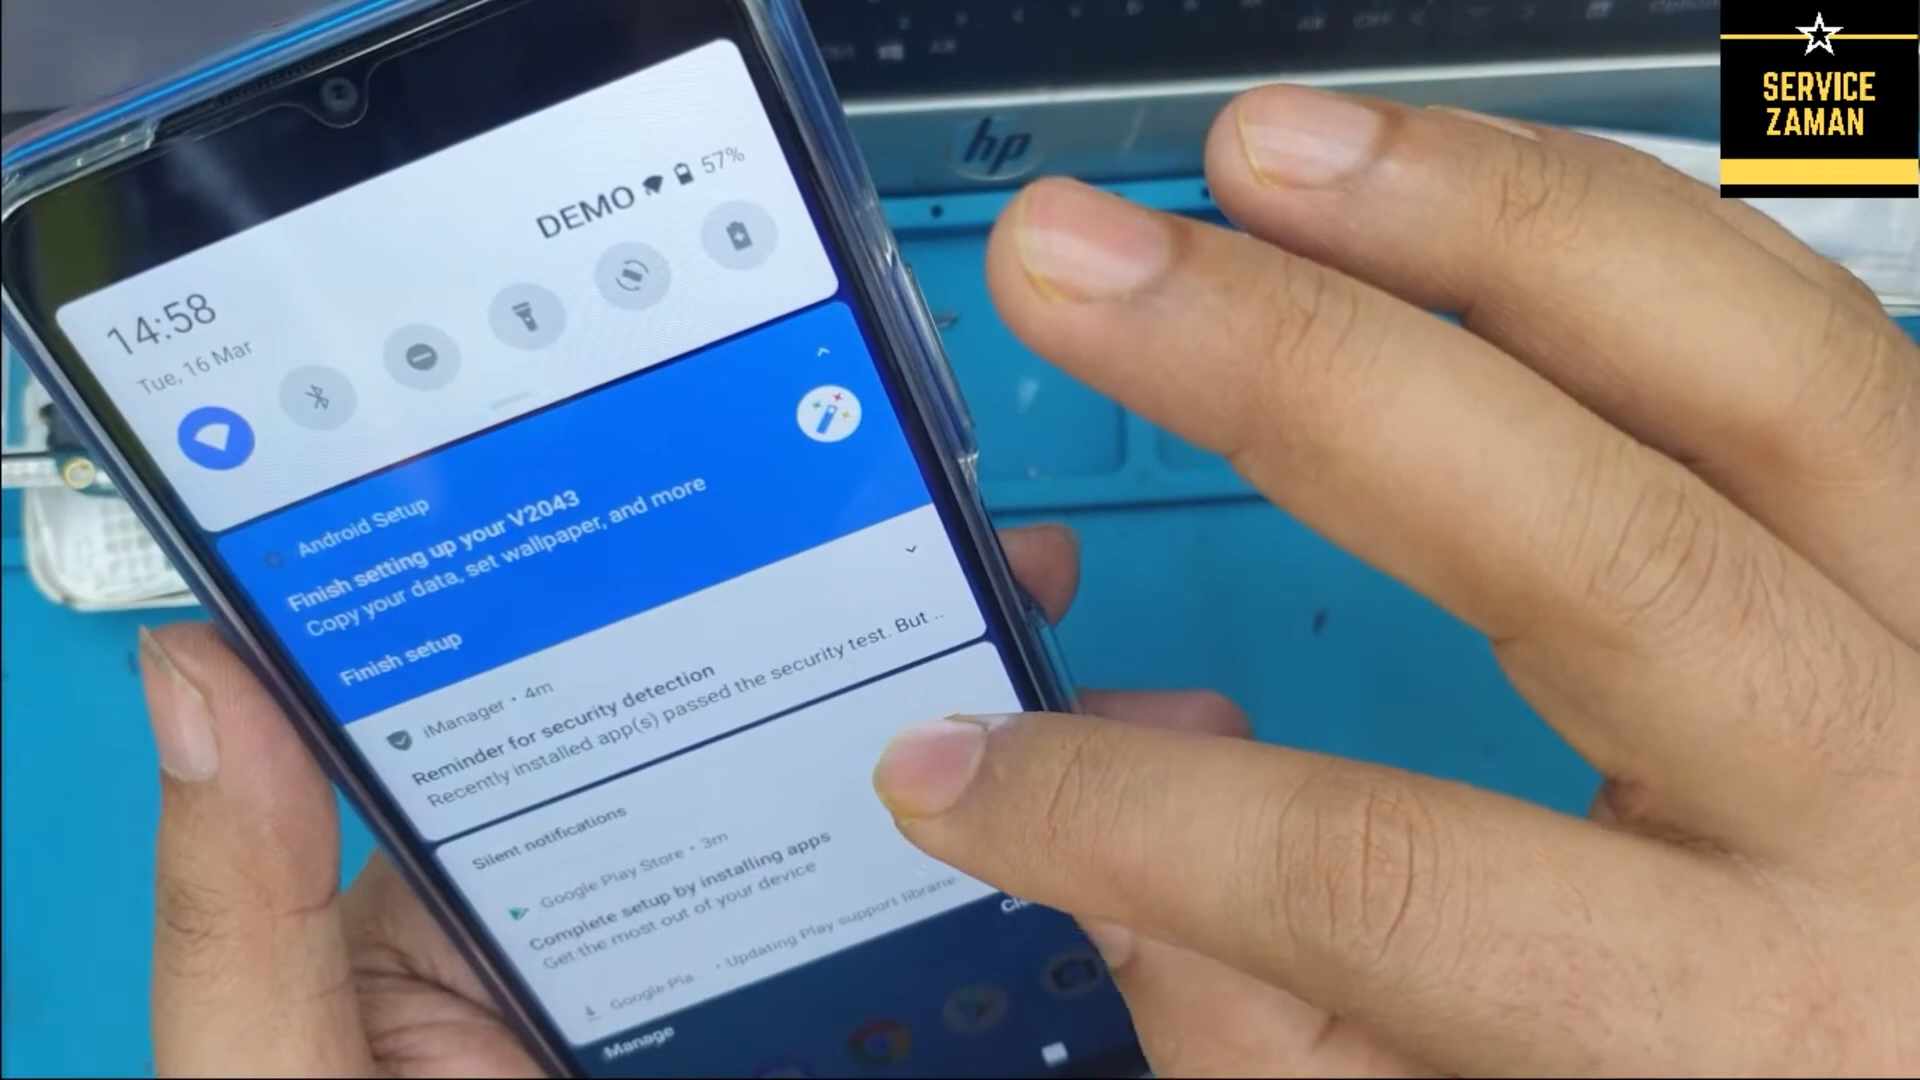 hp
SERVICE
ZAMAN
DEMO 57%
14:58
Tue, 16 Mar
Android Setup
Finish setting up your V2043
Copy your data, set wallpaper, and more
Finish setup
iManager • 4m
Reminder for security detection
Recently installed app(s) passed the security test. But ..
Silent notifications
Google Play Store • 3m
Complete setup by installing apps
Get the most out of your device
Google Pla... • Updating Play support librarie
Manage